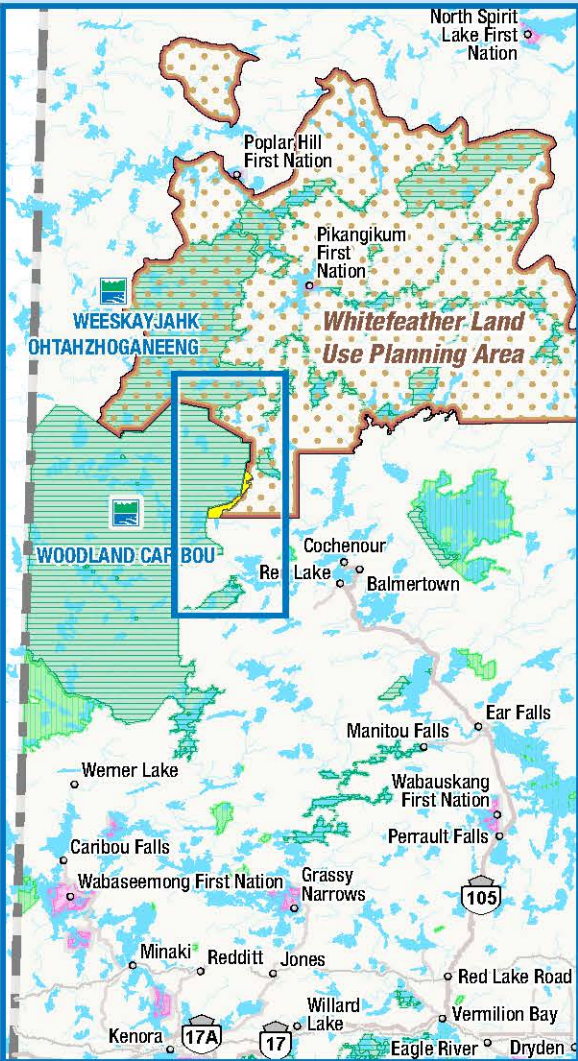 North Spirit
Lake First
Nation
Poplar Hill
First Nation
Pikangikum
First
Nation
WEESKAYJAHK
OHTAHZHOGANEENG
Whitefeather Land
Use Planning Area
WOODLAND CARIBOU
Cochenour
Red Lake
Balmertown
Ear Falls
Manitou Falls
Werner Lake
Wabauskang
First Nation
Perrault Falls
Caribou Falls
Wabaseemong First Nation
Grassy
Narrows
105
Minaki
Redditt
Jones
Red Lake Road
Willard
Lake
Vermilion Bay
Kenora
17A
17
Eagle River
Dryden